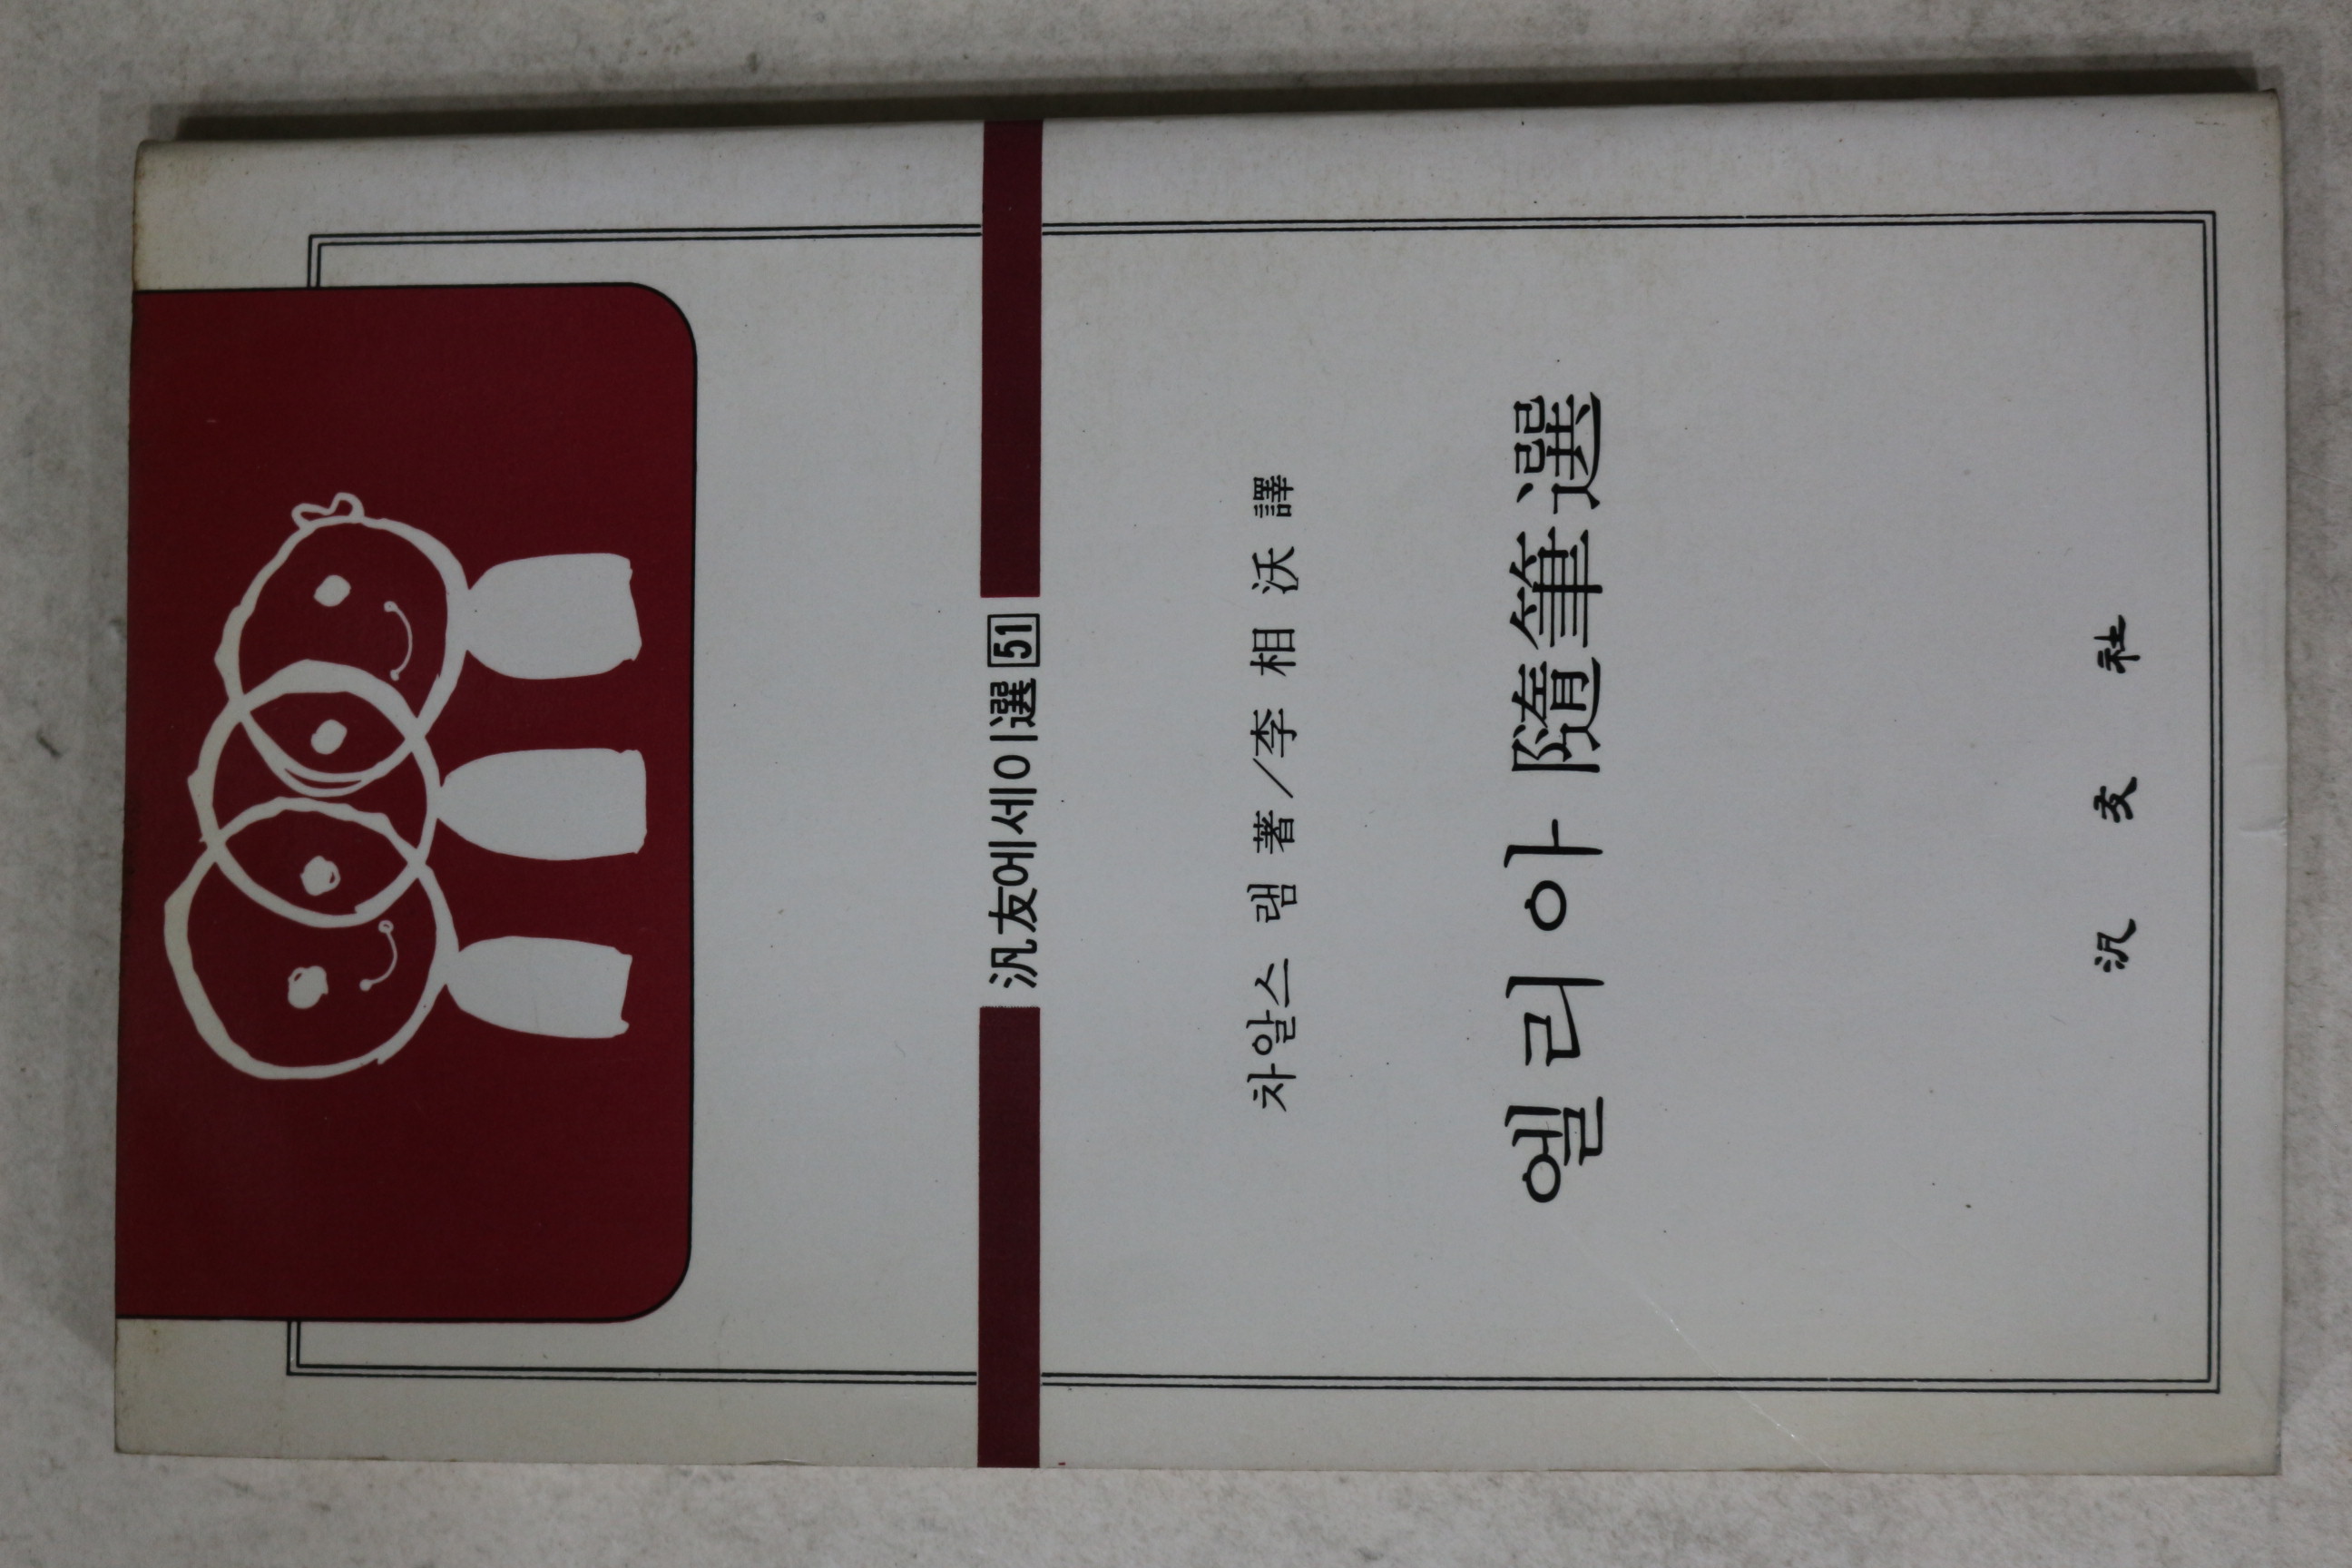 汎友에세이選 51
차알스 램 著/李相沃 譯
엘리아 隨筆選
汎友社